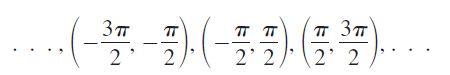 . . . , (−3π/2, −π/2), (−π/2, π/2), (π/2, 3π/2), . . .